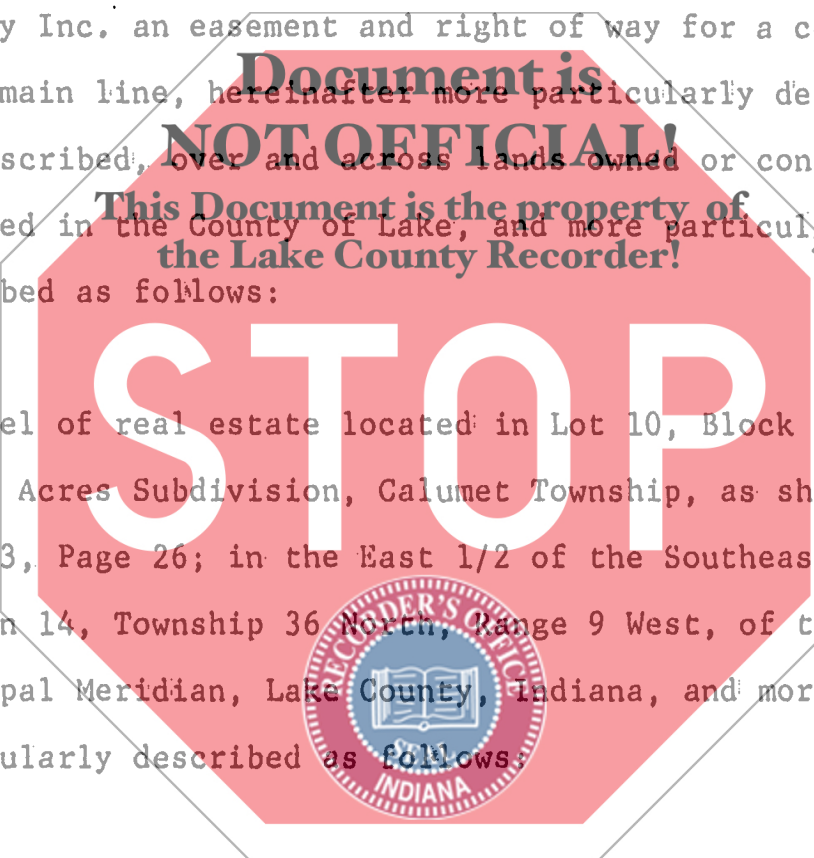 y Inc. an easement and right of way for a c
Document is
main line, hereinafter more particularly de
NOT OFFICIAL!
scribed, over and across lands owned or con
This Document is the property of
ed in the County of Lake, and more particul
the Lake County Recorder!
bed as follows:
STOP
el of real estate located in Lot 10, Block
Acres Subdivision, Calumet Township, as sh
3, Page 26; in the East 1/2 of the Southeas
n 14, Township 36 North, Range 9 West, of t
RECORDER'S OFFICE
pal Meridian, Lake County, Indiana, and mor
SEAL
ularly described as follows:
INDIANA